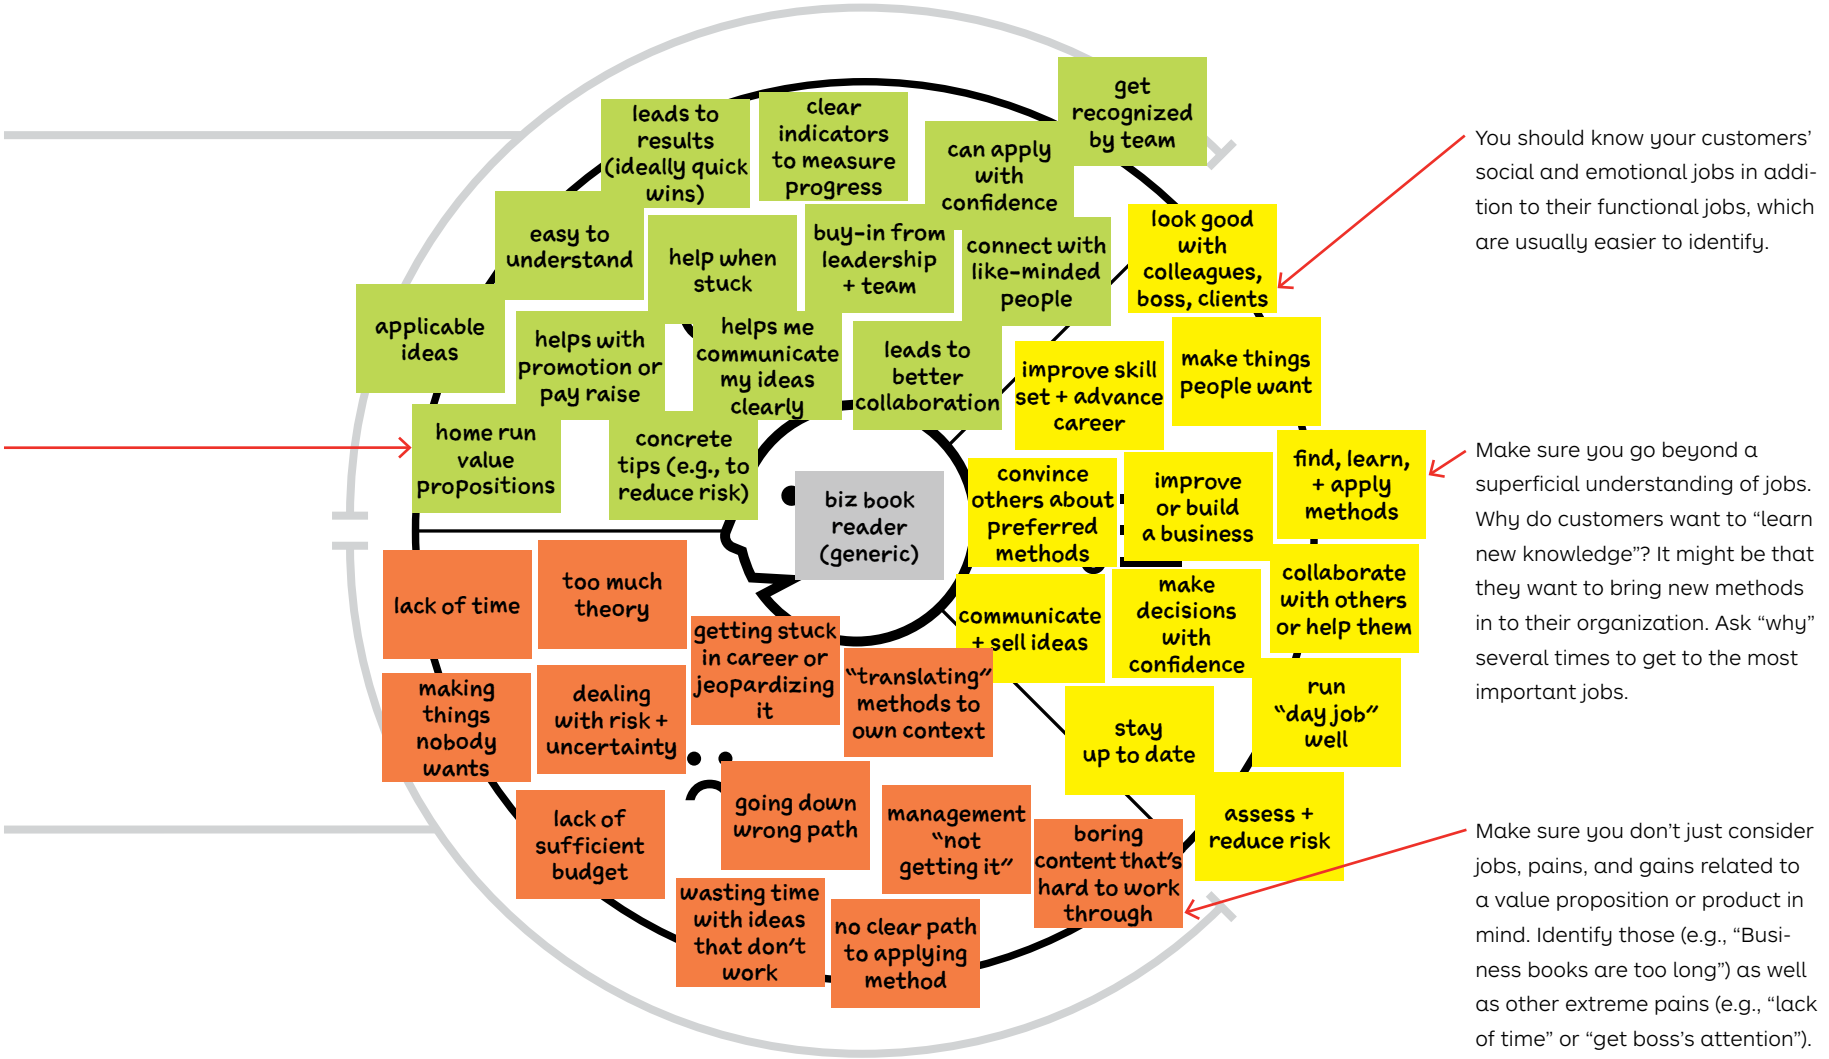 get
recognized
by team
leads to
results
(ideally quick
wins)
clear
indicators
to measure
progress
can apply
with
confidence
easy to
understand
help when
stuck
buy-in from
leadership
+ team
connect with
like-minded
people
applicable
ideas
helps with
promotion or
pay raise
helps me
communicate
my ideas
clearly
leads to
better
collaboration
home run
value
propositions
concrete
tips (e.g., to
reduce risk)
biz book
reader
(generic)
look good
with
colleagues,
boss, clients
improve skill
set + advance
career
make things
people want
convince
others about
preferred
methods
improve
or build
a business
find, learn,
+ apply
methods
communicate
+ sell ideas
make
decisions
with
confidence
collaborate
with others
or help them
stay
up to date
run
“day job”
well
assess +
reduce risk
lack of time
too much
theory
getting stuck
in career or
jeopardizing
it
“translating”
methods to
own context
making
things
nobody
wants
dealing
with risk +
uncertainty
lack of
sufficient
budget
going down
wrong path
management
“not
getting it”
boring
content that’s
hard to work
through
wasting time
with ideas
that don’t
work
no clear path
to applying
method
You should know your customers’
social and emotional jobs in addi-
tion to their functional jobs, which
are usually easier to identify.
Make sure you go beyond a
superficial understanding of jobs.
Why do customers want to “learn
new knowledge”? It might be that
they want to bring new methods
in to their organization. Ask “why”
several times to get to the most
important jobs.
Make sure you don’t just consider
jobs, pains, and gains related to
a value proposition or product in
mind. Identify those (e.g., “Busi-
ness books are too long”) as well
as other extreme pains (e.g., “lack
of time” or “get boss’s attention”).